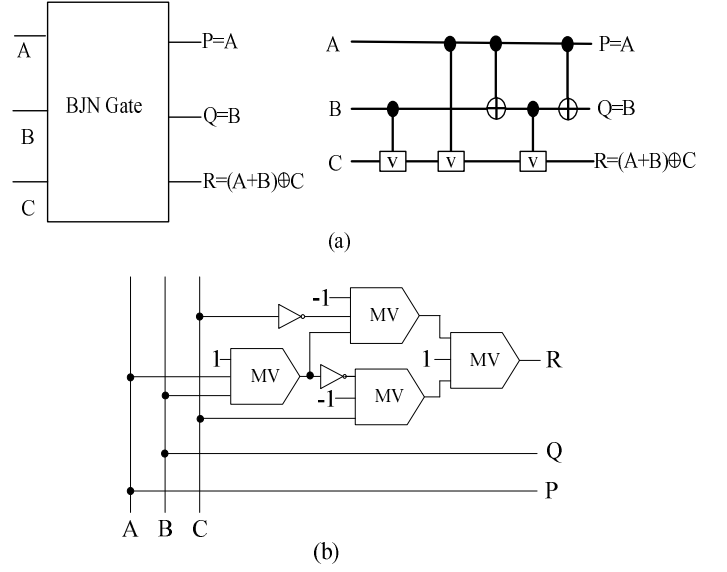 A
B
C
BJN Gate
P=A
Q=B
R=(A+B)⊕C
A
B
C
V
V
V
P=A
Q=B
R=(A+B)⊕C
(a)
-1
MV
1
MV
-1
MV
1
MV
R
Q
P
A B C
(b)